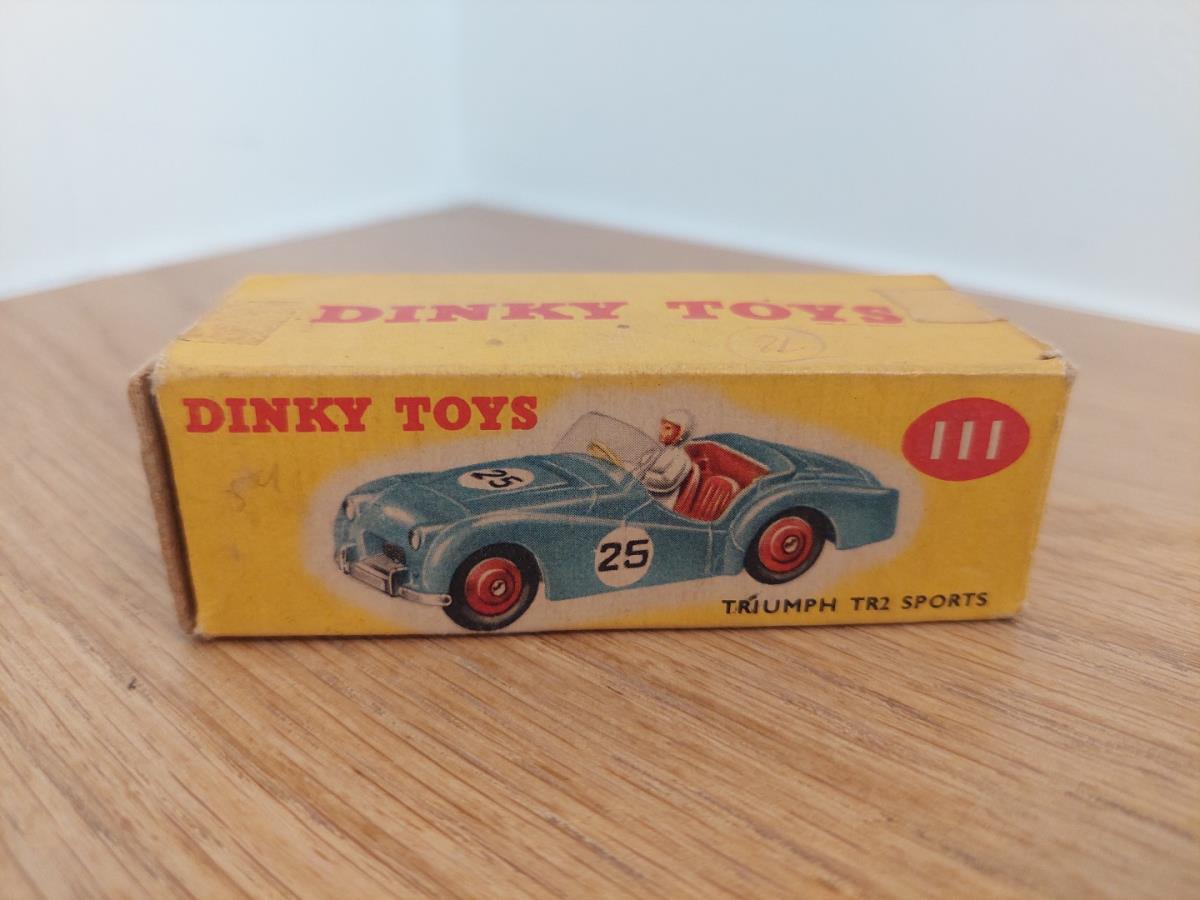 DINKY TOYS
DINKY TOYS
111
25
25
TRIUMPH TR2 SPORTS